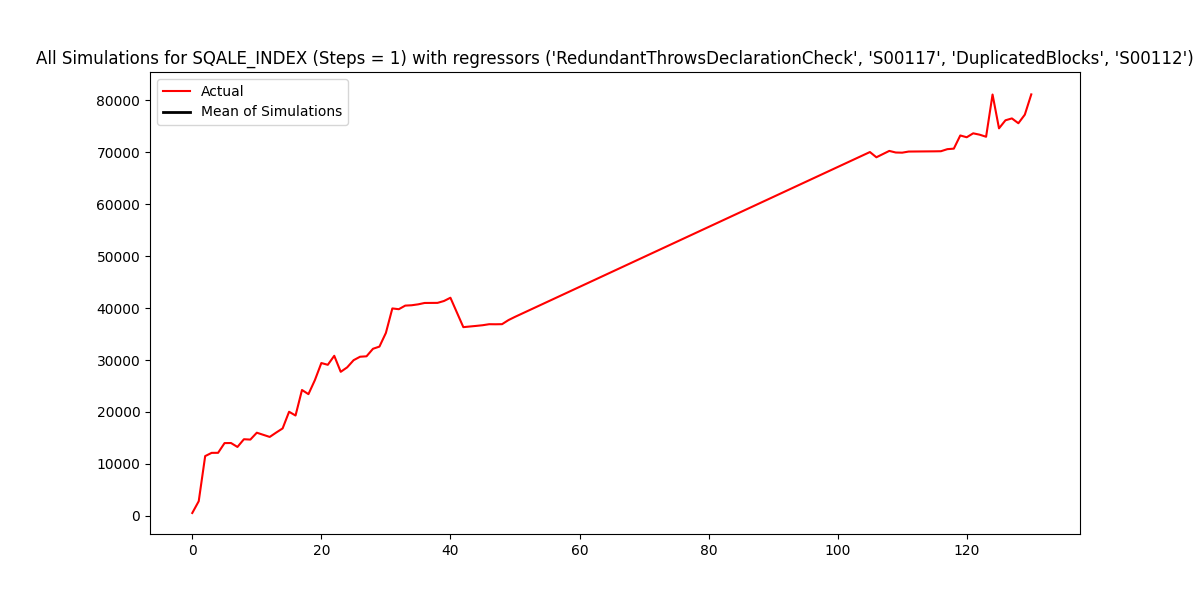 All Simulations for SQALE_INDEX (Steps = 1) with regressors ('RedundantThrowsDeclarationCheck', 'S00117', 'DuplicatedBlocks', 'S00112')
Actual
Mean of Simulations
80000
70000
60000
50000
40000
30000
20000
10000
0
0 20 40 60 80 100 120